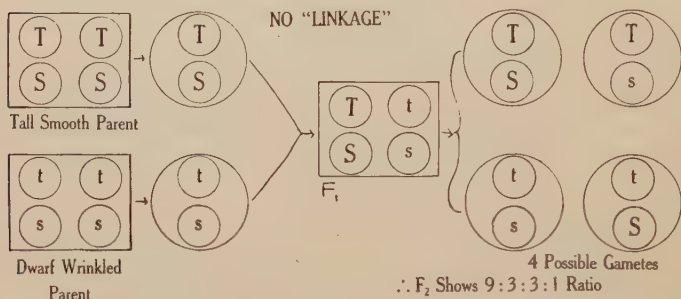 NO "LINKAGE"
T T
S S
Tall Smooth Parent
T
S
t t
s s
Dwarf Wrinkled
Parent
t
s
T t
S s
F₁
T
S
T
s
t
s
t
S
4 Possible Gametes
∴ F₂ Shows 9:3:3:1 Ratio